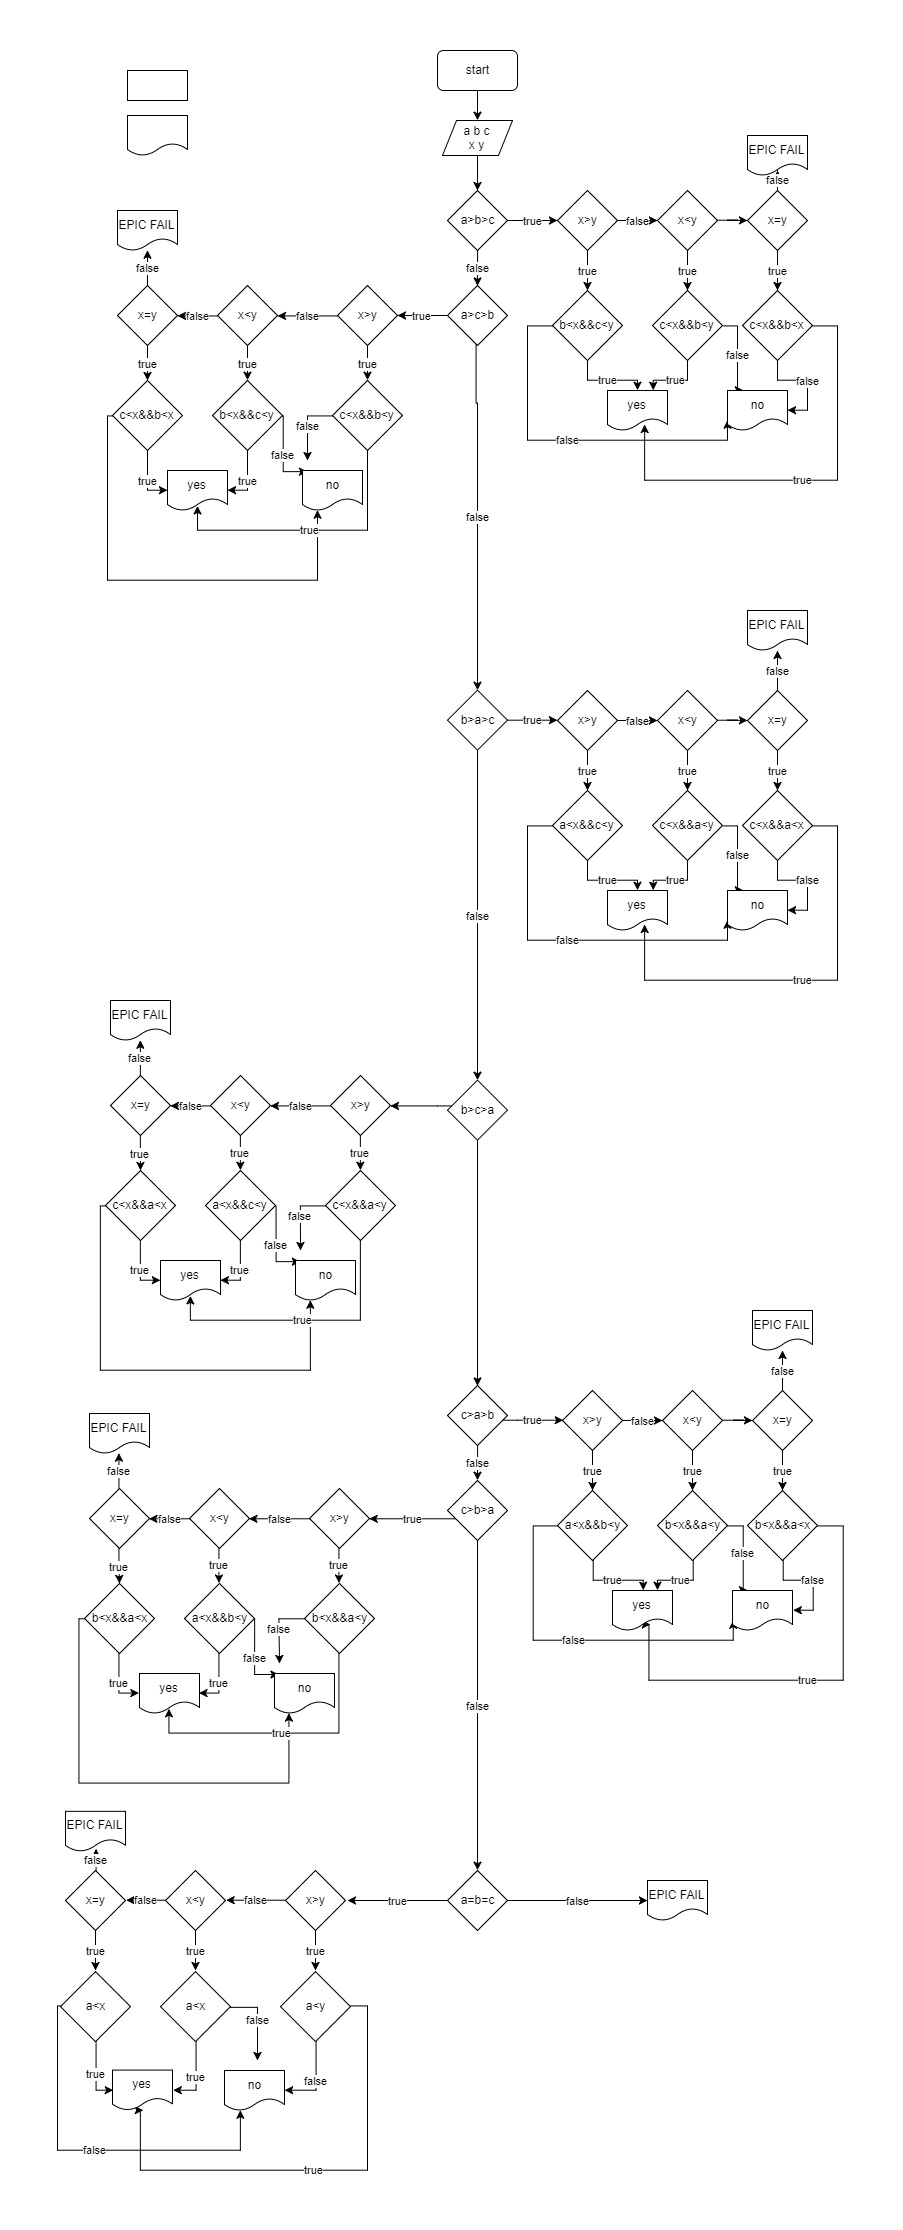 start
a b c
x y
EPIC FAIL
false
a>b>c
true
x>y
false
x<y
x=y
EPIC FAIL
false
false
true
true
true
x=y
false
x<y
false
x>y
true
a>c>b
b<x&&c<y
c<x&&b<y
c<x&&b<x
true
true
true
false
c<x&&b<x
b<x&&c<y
c<x&&b<y
true
true
false
yes
no
false
false
true
true
false
yes
no
false
true
true
false
EPIC FAIL
false
b>a>c
true
x>y
false
x<y
x=y
true
true
true
a<x&&c<y
c<x&&a<y
c<x&&a<x
false
true
true
false
yes
no
false
false
true
EPIC FAIL
false
x=y
false
x<y
false
x>y
b>c>a
true
true
true
c<x&&a<x
a<x&&c<y
c<x&&a<y
false
false
true
true
yes
no
true
EPIC FAIL
false
c>a>b
true
x>y
false
x<y
x=y
EPIC FAIL
false
false
true
true
true
x=y
false
x<y
false
x>y
true
c>b>a
a<x&&b<y
b<x&&a<y
b<x&&a<x
true
true
true
false
b<x&&a<x
a<x&&b<y
b<x&&a<y
true
true
false
yes
no
false
false
false
true
true
true
yes
no
false
true
EPIC FAIL
false
x=y
false
x<y
false
x>y
true
a=b=c
false
EPIC FAIL
true
true
true
a<x
a<x
a<y
false
true
true
false
yes
no
false
true